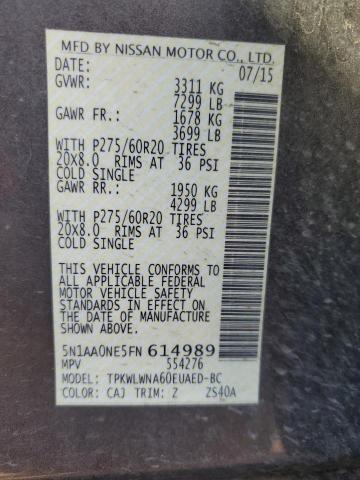 MFD BY NISSAN MOTOR CO., LTD.
DATE: 07/15
GVWR: 3311 KG
7299 LB
GAWR FR.: 1678 KG
3699 LB
WITH P275/60R20 TIRES
20X8.0 RIMS AT 36 PSI
COLD SINGLE
GAWR RR.: 1950 KG
4299 LB
WITH P275/60R20 TIRES
20X8.0 RIMS AT 36 PSI
COLD SINGLE
THIS VEHICLE CONFORMS TO
ALL APPLICABLE FEDERAL
MOTOR VEHICLE SAFETY
STANDARDS IN EFFECT ON
THE DATE OF MANUFACTURE
SHOWN ABOVE.
5N1AA0NE5FN 614989
MPV 554276
MODEL: TPKWLWNA60EUAED-BC
COLOR: CAJ TRIM: Z ZS40A